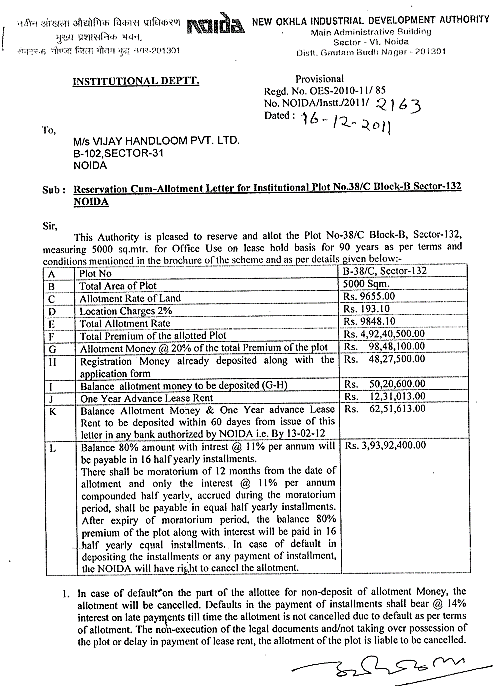 नवीन ओखला औद्योगिक विकास प्राधिकरण
मुख्य प्रशासनिक भवन,
noida
NEW OKHLA INDUSTRIAL DEVELOPMENT AUTHORITY
Main Administrative Building
Sector - VI, Noida
Distt. Gautam Budh Nagar - 201301
INSTITUTIONAL DEPTT.
Provisional
Regd. No. OES-2010-11/ 85
No. NOIDA/Instt./2011/ 2163
Dated : 16-12-2011
To,
M/s VIJAY HANDLOOM PVT. LTD.
B-102,SECTOR-31
NOIDA
Sub : Reservation Cum-Allotment Letter for Institutional Plot No.38/C Block-B Sector-132
NOIDA
Sir,
This Authority is pleased to reserve and allot the Plot No-38/C Block-B, Sector-132,
measuring 5000 sq.mtr. for Office Use on lease hold basis for 90 years as per terms and
conditions mentioned in the brochure of the scheme and as per details given below:-
A Plot No B-38/C, Sector-132
B Total Area of Plot 5000 Sqm.
C Allotment Rate of Land Rs. 9655.00
D Location Charges 2% Rs. 193.10
E Total Allotment Rate Rs. 9848.10
F Total Premium of the allotted Plot Rs. 4,92,40,500.00
G Allotment Money @ 20% of the total Premium of the plot Rs. 98,48,100.00
H Registration Money already deposited along with the Rs. 48,27,500.00
application form
I Balance allotment money to be deposited (G-H) Rs. 50,20,600.00
J One Year Advance Lease Rent Rs. 12,31,013.00
K Balance Allotment Money & One Year advance Lease Rs. 62,51,613.00
Rent to be deposited within 60 dayes from issue of this
letter in any bank authorized by NOIDA i.e. By 13-02-12
L Balance 80% amount with intrest @ 11% per annum will Rs. 3,93,92,400.00
be payable in 16 half yearly installments.
There shall be moratorium of 12 months from the date of
allotment and only the interest @ 11% per annum
compounded half yearly, accrued during the moratorium
period, shall be payable in equal half yearly installments.
After expiry of moratorium period, the balance 80%
premium of the plot along with interest will be paid in 16
half yearly equal installments. In case of default in
depositing the installments or any payment of installment,
the NOIDA will have right to cancel the allotment.
1. In case of default on the part of the allottee for non-deposit of allotment Money, the
allotment will be cancelled. Defaults in the payment of installments shall bear @ 14%
interest on late payments till time the allotment is not cancelled due to default as per terms
of allotment. The non-execution of the legal documents and/not taking over possession of
the plot or delay in payment of lease rent, the allotment of the plot is liable to be cancelled.